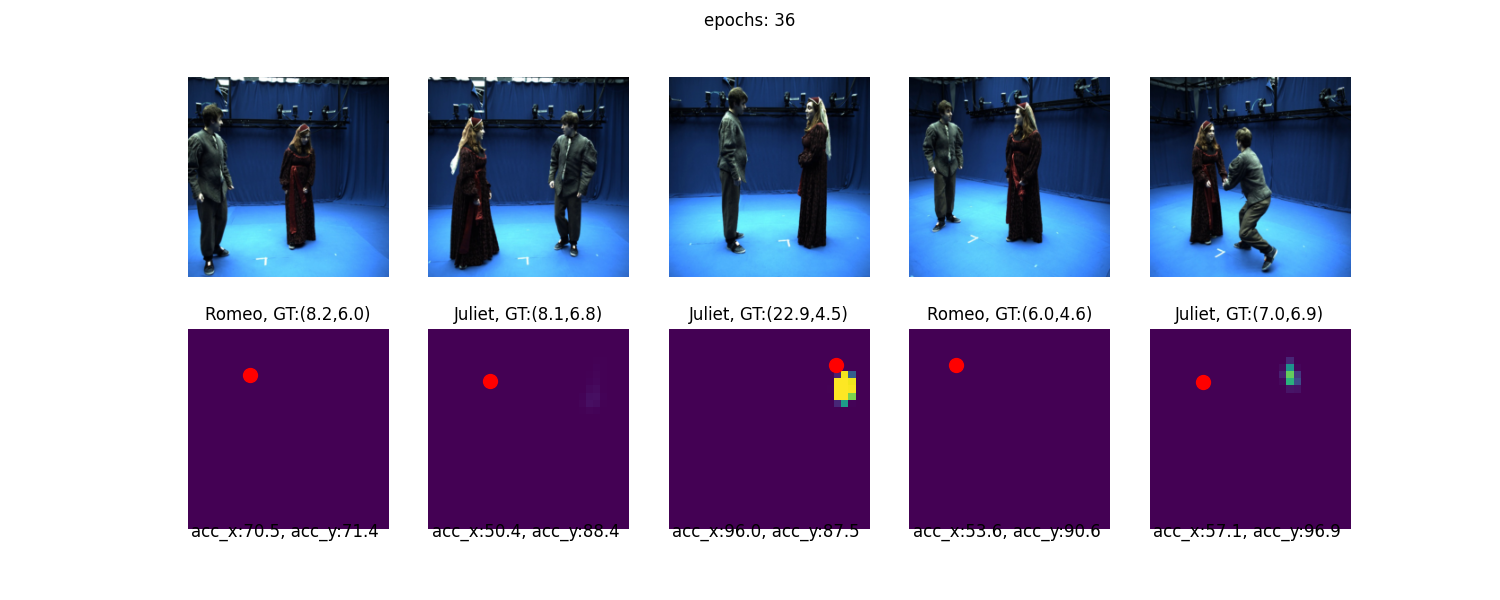 epochs: 36
Romeo, GT:(8.2,6.0)
Juliet, GT:(8.1,6.8)
Juliet, GT:(22.9,4.5)
Romeo, GT:(6.0,4.6)
Juliet, GT:(7.0,6.9)
acc_x:70.5, acc_y:71.4
acc_x:50.4, acc_y:88.4
acc_x:96.0, acc_y:87.5
acc_x:53.6, acc_y:90.6
acc_x:57.1, acc_y:96.9